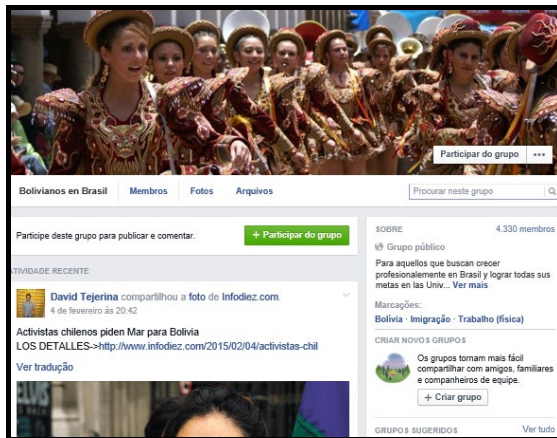 Participar do grupo ...
Bolivianos en Brasil Membros Fotos Arquivos Procurar neste grupo
Participe deste grupo para publicar e comentar. + Participar do grupo
ATIVIDADE RECENTE
David Tejerina compartilhou a foto de Infodiez.com.
4 de fevereiro às 20:42
Activistas chilenos piden Mar para Bolivia
LOS DETALLES->http://www.infodiez.com/2015/02/04/activistas-chil
Ver tradução
SOBRE 4.330 membros
Grupo público
Para aquellos que buscan crecer
profesionalemente en Brasil y lograr todas sus
metas en las Univ... Ver mais
Marcações:
Bolívia · Imigração · Trabalho (física)
CRIAR NOVOS GRUPOS
Os grupos tornam mais fácil
compartilhar com amigos, familiares
e companheiros de equipe.
+ Criar grupo
GRUPOS SUGERIDOS Ver tudo